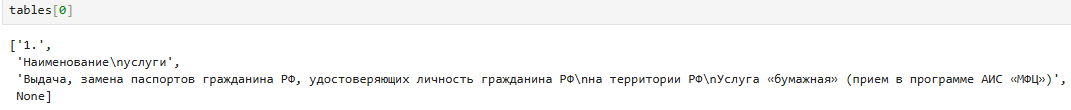 tables[0]
['1.',
'Наименование\nуслуги',
'Выдача, замена паспортов гражданина РФ, удостоверяющих личность гражданина РФ\nна территории РФ\nУслуга «бумажная» (прием в программе АИС «МФЦ»)',
None]